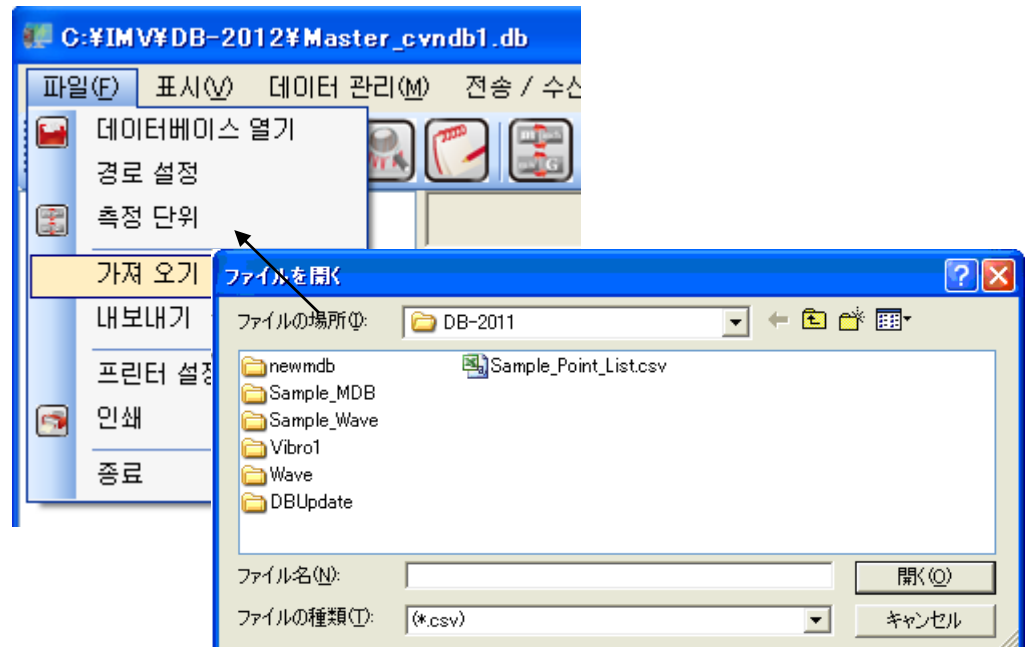 C:¥IMV¥DB-2012¥Master_cvndb1.db
파일(F) 표시(V) 데이터 관리(M) 전송 / 수신
데이터베이스 열기
경로 설정
측정 단위
가져 오기
내보내기
프린터 설정
인쇄
종료
ファイルを開く
ファイルの場所(I): DB-2011
newmdb
Sample_MDB
Sample_Wave
Vibro1
Wave
DBUpdate
Sample_Point_List.csv
ファイル名(N): 開く(O)
ファイルの種類(T): (*.csv) キャンセル